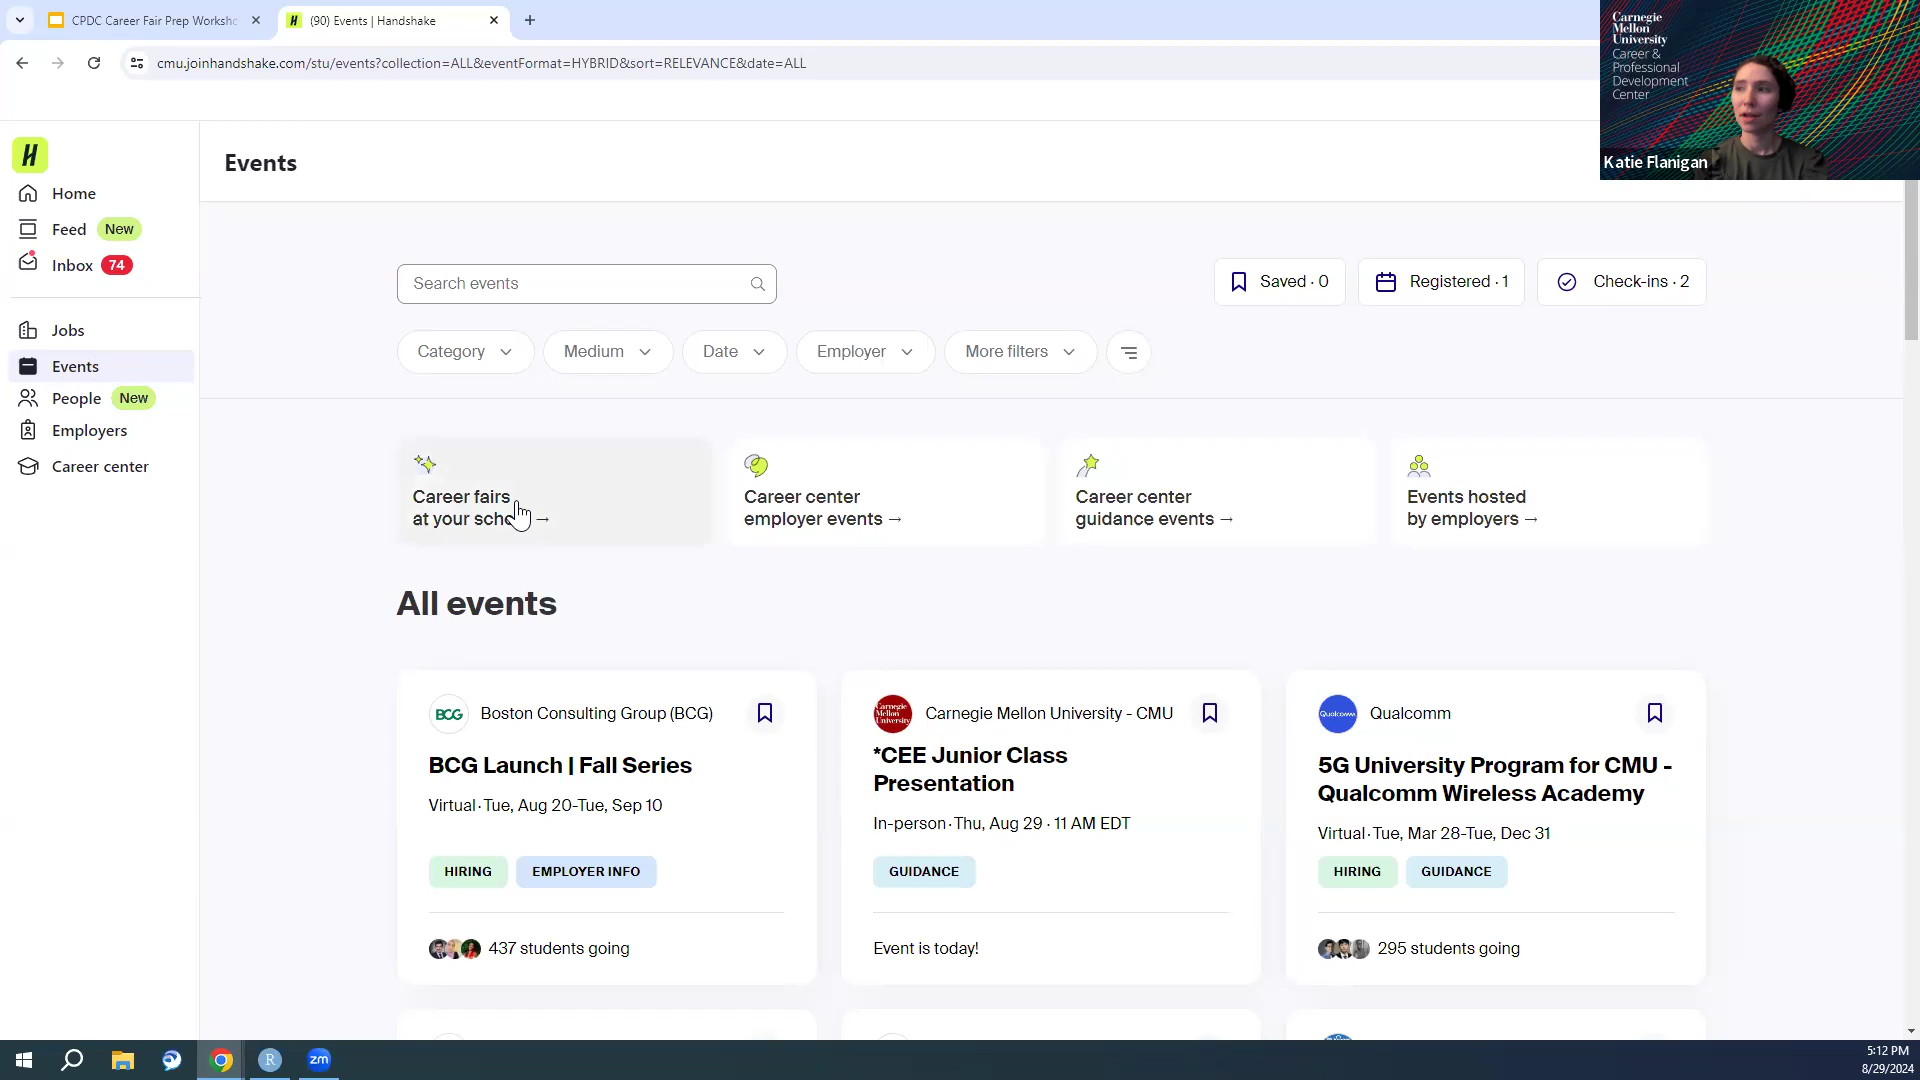 CPDC Career Fair Prep Worksho
(90) Events | Handshake
cmu.joinhandshake.com/stu/events?collection=ALL&eventFormat=HYBRID&sort=RELEVANCE&date=ALL
Carnegie
Mellon
University
Career &
Professional
Development
Center
Katie Flanigan
H
Home
Feed New
Inbox 74
Jobs
Events
People New
Employers
Career center
Events
Search events
Saved · 0
Registered · 1
Check-ins · 2
Category
Medium
Date
Employer
More filters
Career fairs
at your scho →
Career center
employer events →
Career center
guidance events →
Events hosted
by employers →
All events
BCG
Boston Consulting Group (BCG)
BCG Launch | Fall Series
Virtual · Tue, Aug 20-Tue, Sep 10
HIRING
EMPLOYER INFO
437 students going
Carnegie
Mellon
University
Carnegie Mellon University - CMU
*CEE Junior Class
Presentation
In-person · Thu, Aug 29 · 11 AM EDT
GUIDANCE
Event is today!
Qualcomm
Qualcomm
5G University Program for CMU -
Qualcomm Wireless Academy
Virtual · Tue, Mar 28-Tue, Dec 31
HIRING
GUIDANCE
295 students going
R
zm
5:12 PM
8/29/2024